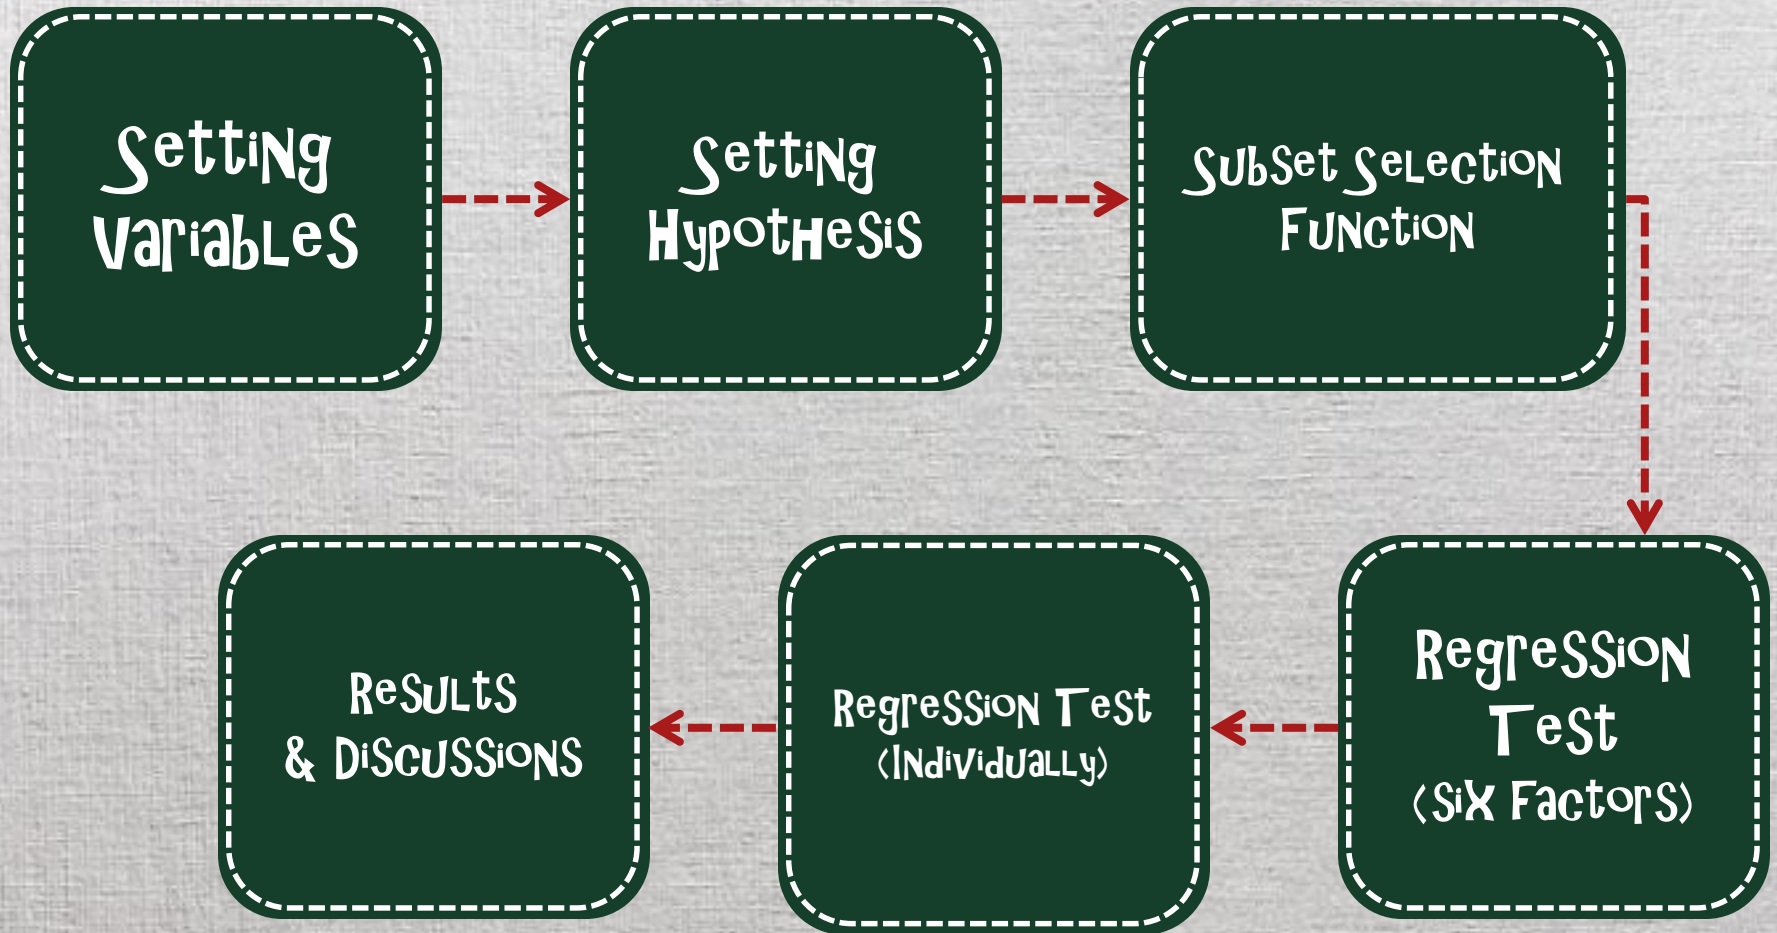 Setting
Variables
Setting
Hypothesis
Subset Selection
Function
Regression
Test
(six Factors)
Regression Test
(Individually)
Results
& Discussions